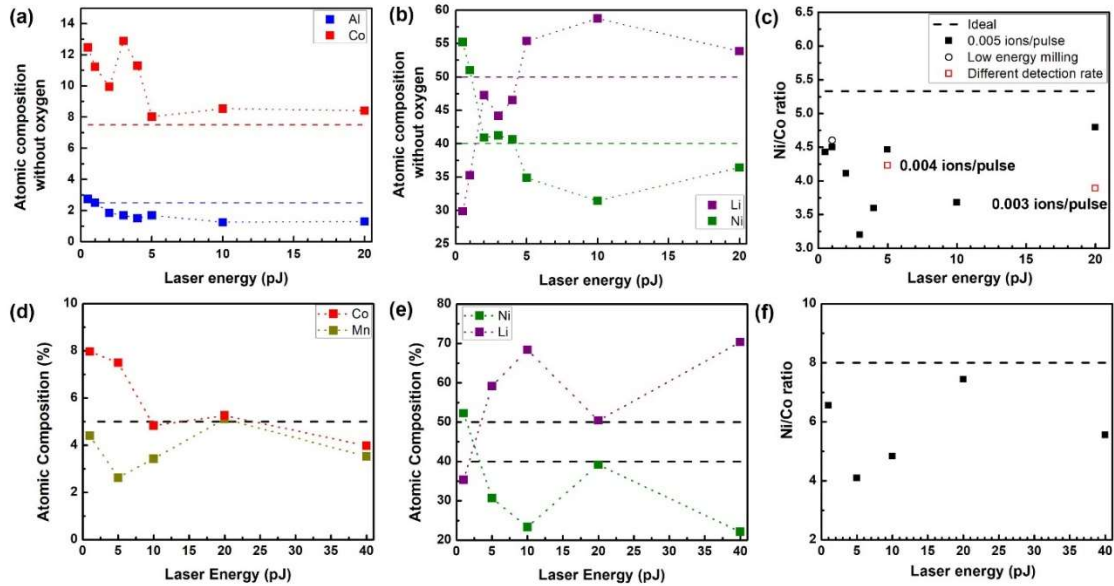 (a)
Al
Co
Atomic composition
without oxygen
14
12
10
8
6
4
2
0
0 5 10 15 20
Laser energy (pJ)
(b)
Li
Ni
Atomic composition
without oxygen
60
55
50
45
40
35
30
25
0 5 10 15 20
Laser energy (pJ)
(c)
Ideal
0.005 ions/pulse
Low energy milling
Different detection rate
0.004 ions/pulse
0.003 ions/pulse
Ni/Co ratio
6.5
6.0
5.5
5.0
4.5
4.0
3.5
3.0
0 5 10 15 20
Laser energy (pJ)
(d)
Co
Mn
Atomic Composition (%)
10
8
6
4
2
0
0 5 10 15 20 25 30 35 40
Laser Energy (pJ)
(e)
Ni
Li
Atomic Composition (%)
80
70
60
50
40
30
20
0 5 10 15 20 25 30 35 40
Laser Energy (pJ)
(f)
Ni/Co ratio
10
8
6
4
2
0 5 10 15 20 25 30 35 40
Laser energy (pJ)